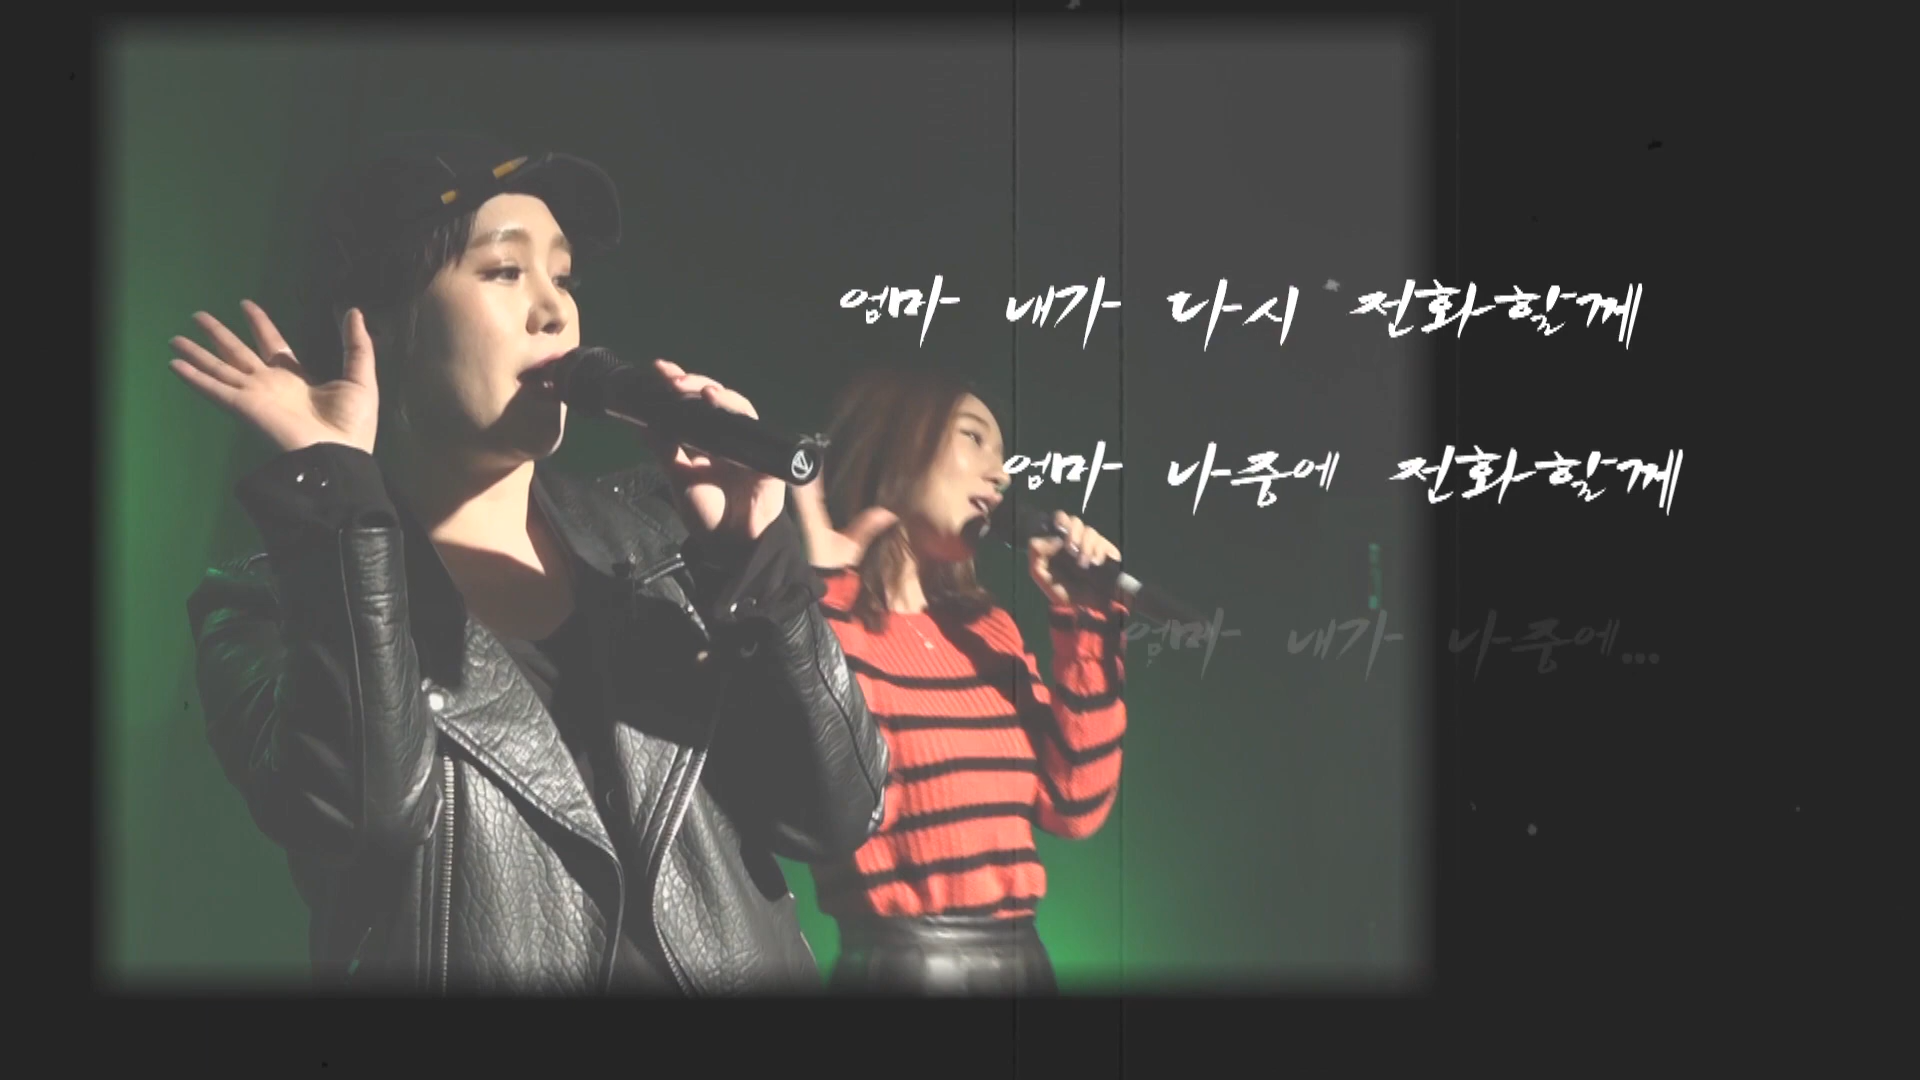 엄마 내가 다시 전화할께
엄마 나중에 전화할께
엄마 내가 나중에...